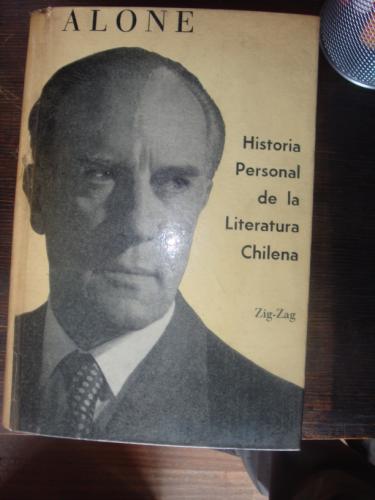 ALONE
Historia
Personal
de la
Literatura
Chilena
Zig-Zag